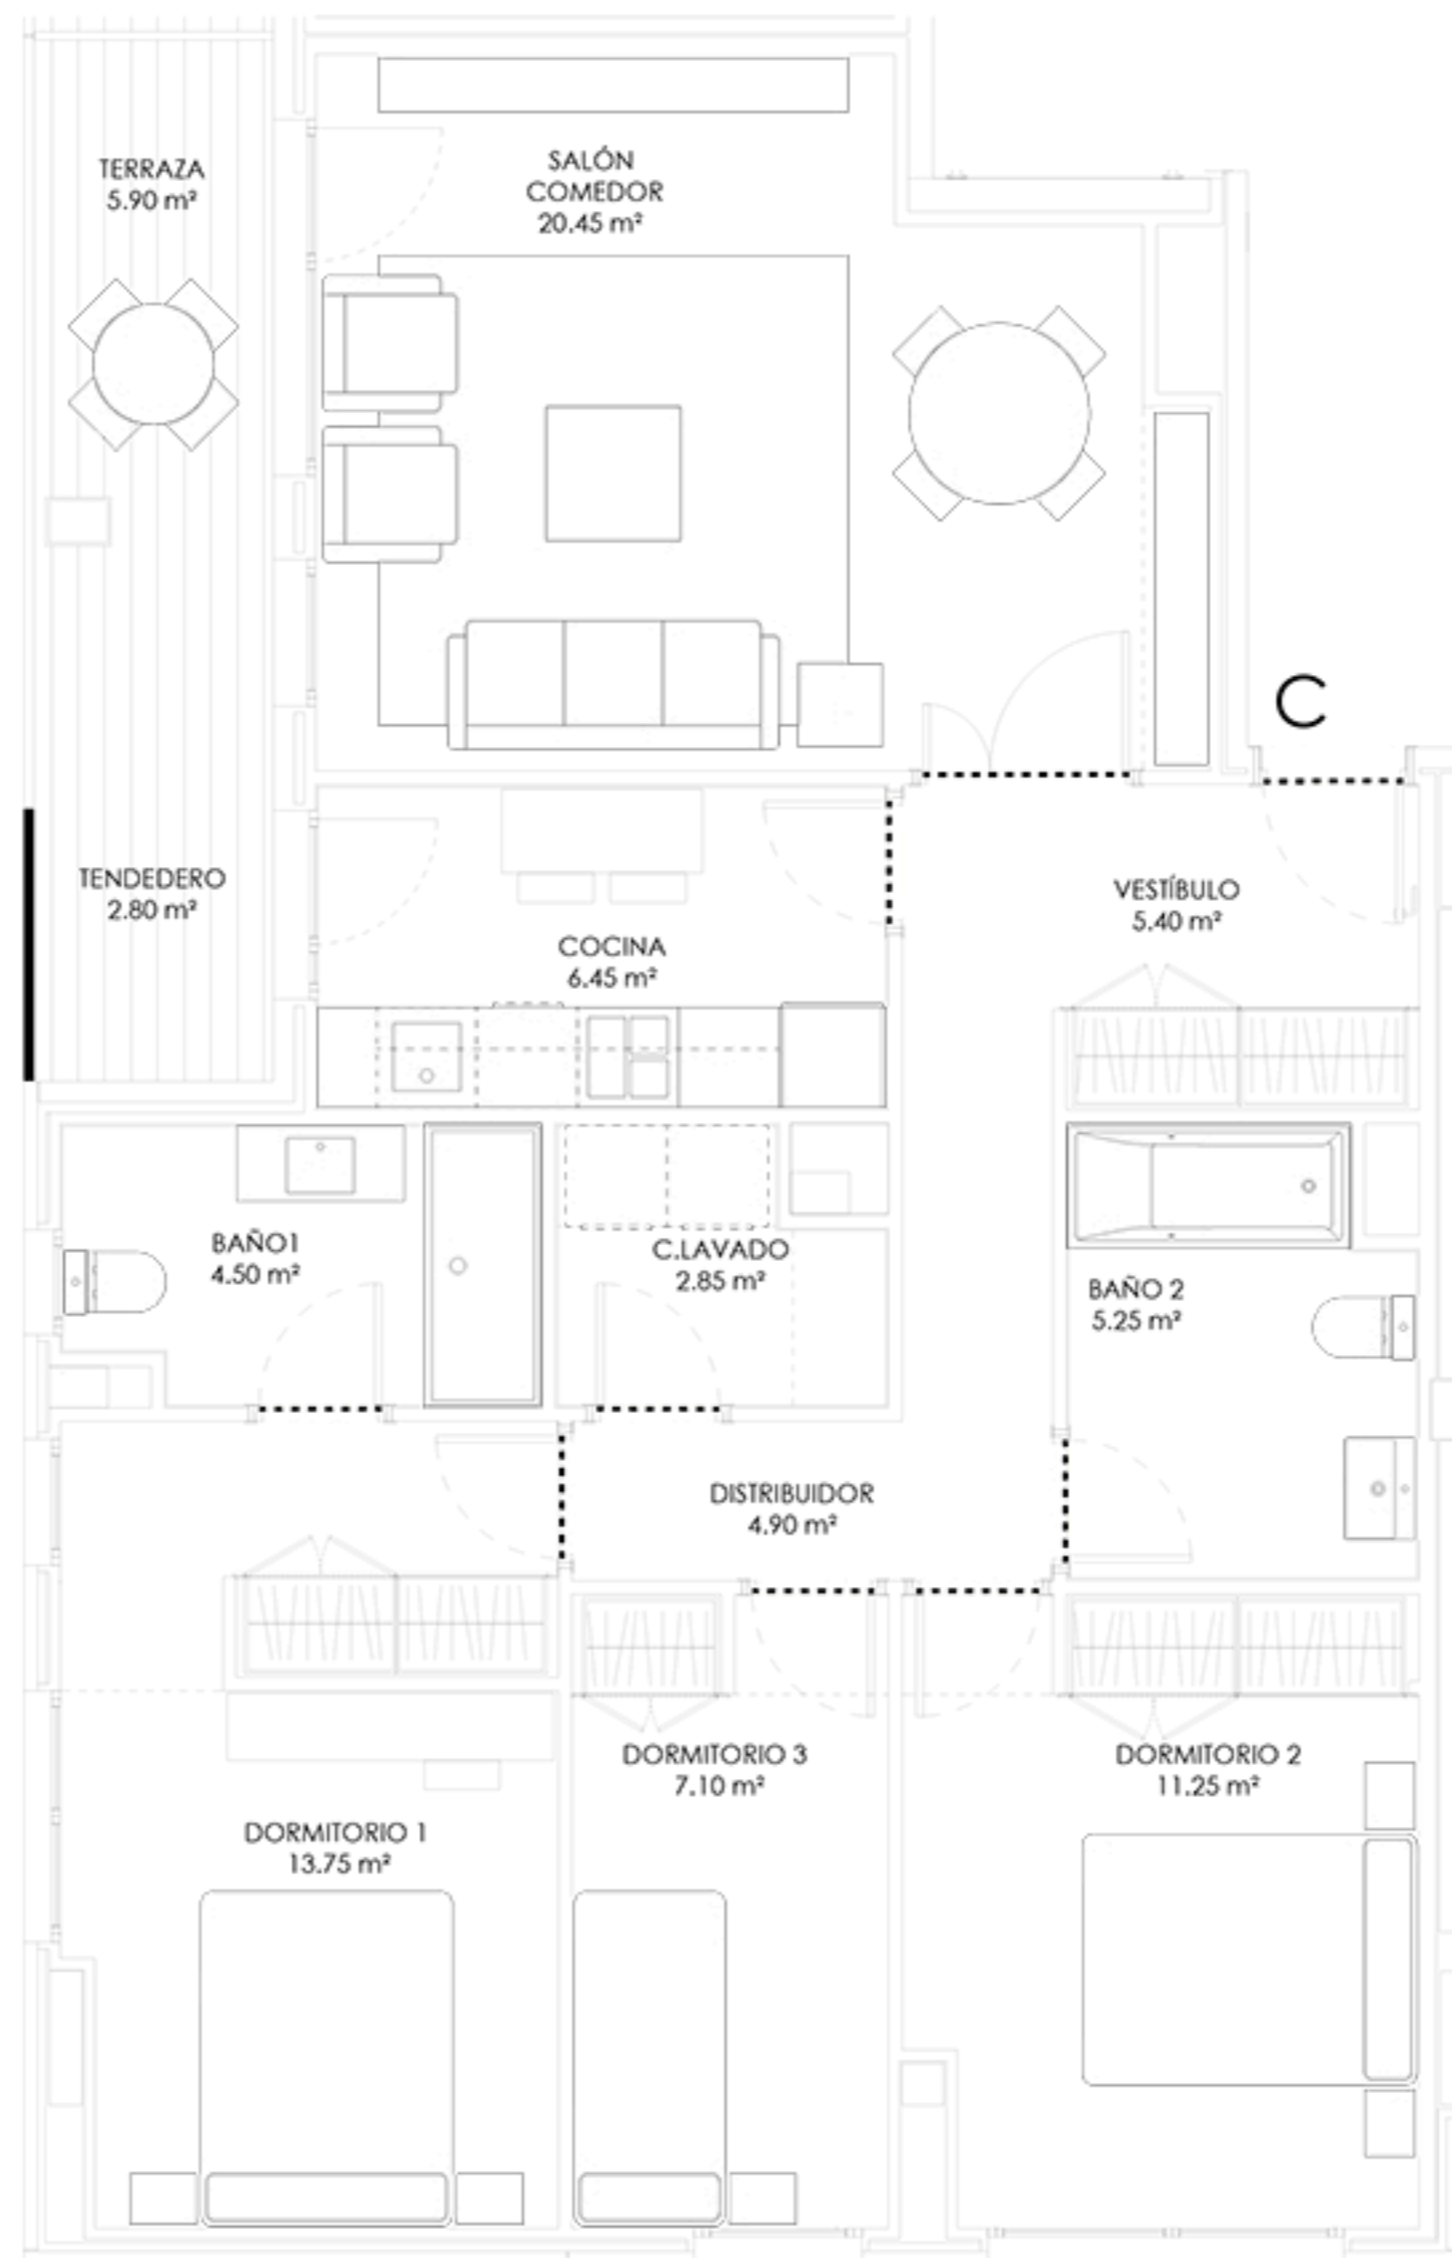 TERRAZA
5.90 m²
SALÓN
COMEDOR
20.45 m²
C
TENDEDERO
2.80 m²
COCINA
6.45 m²
VESTÍBULO
5.40 m²
BAÑO1
4.50 m²
C.LAVADO
2.85 m²
BAÑO 2
5.25 m²
DISTRIBUIDOR
4.90 m²
DORMITORIO 3
7.10 m²
DORMITORIO 2
11.25 m²
DORMITORIO 1
13.75 m²